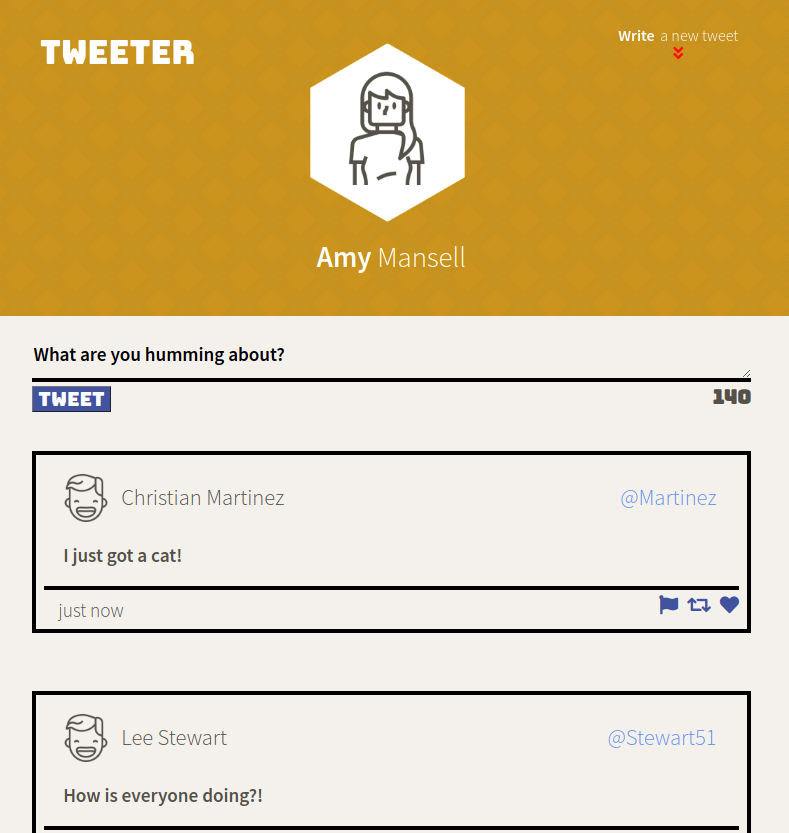 TWEETER
Write a new tweet
Amy Mansell
What are you humming about?
TWEET
140
Christian Martinez
@Martinez
I just got a cat!
just now
Lee Stewart
@Stewart51
How is everyone doing?!